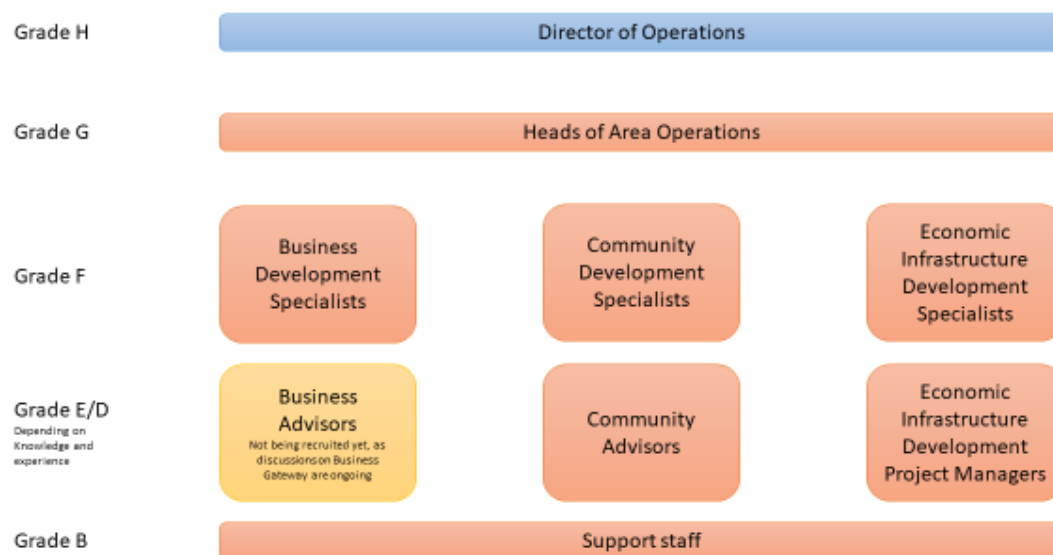 Grade H
Director of Operations
Grade G
Heads of Area Operations
Grade F
Business
Development
Specialists
Community
Development
Specialists
Economic
Infrastructure
Development
Specialists
Grade E/D
Depending on
Knowledge and
experience
Business
Advisors
Not being recruited yet, as
discussions on Business
Gateway are ongoing
Community
Advisors
Economic
Infrastructure
Development
Project Managers
Grade B
Support staff